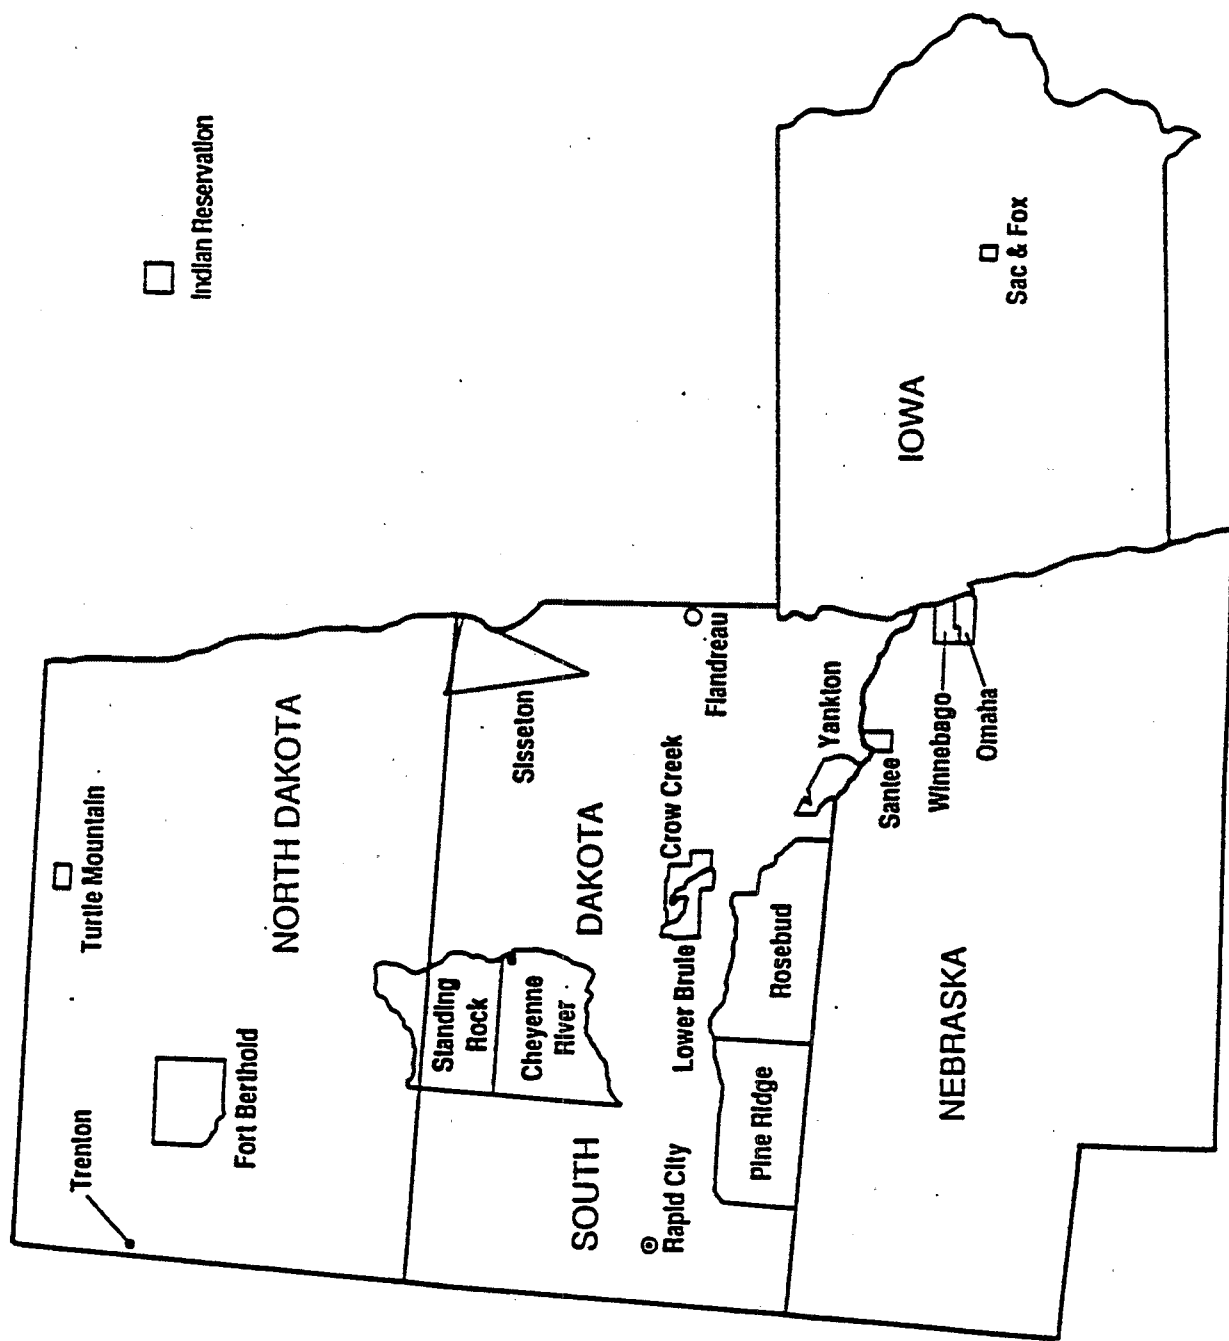 Indian Reservation
Trenton
Turtle Mountain
Fort Berthold
NORTH DAKOTA
Standing
Rock
Cheyenne
River
Sisseton
SOUTH DAKOTA
Rapid City
Lower Brule
Crow Creek
Flandreau
Pine Ridge
Rosebud
Yankton
Santee
Winnebago
Omaha
NEBRASKA
IOWA
Sac & Fox